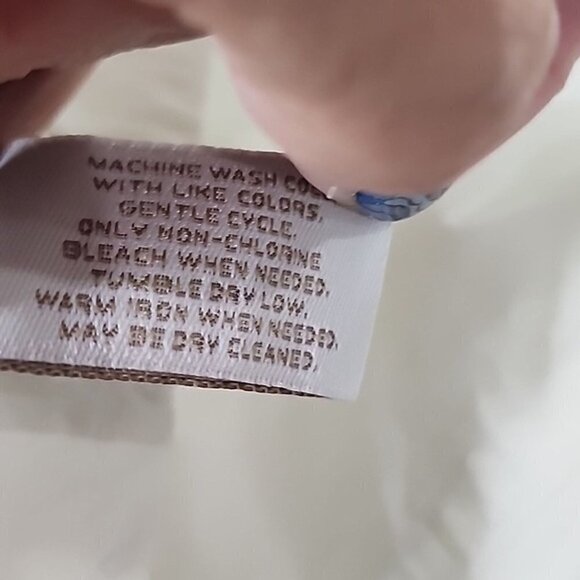 MACHINE WASH CO
WITH LIKE COLORS,
GENTLE CYCLE.
ONLY NON-CHLORINE
BLEACH WHEN NEEDED.
TUMBLE DRY LOW.
WARM IRON WHEN NEEDED.
MAY BE DRY CLEANED.